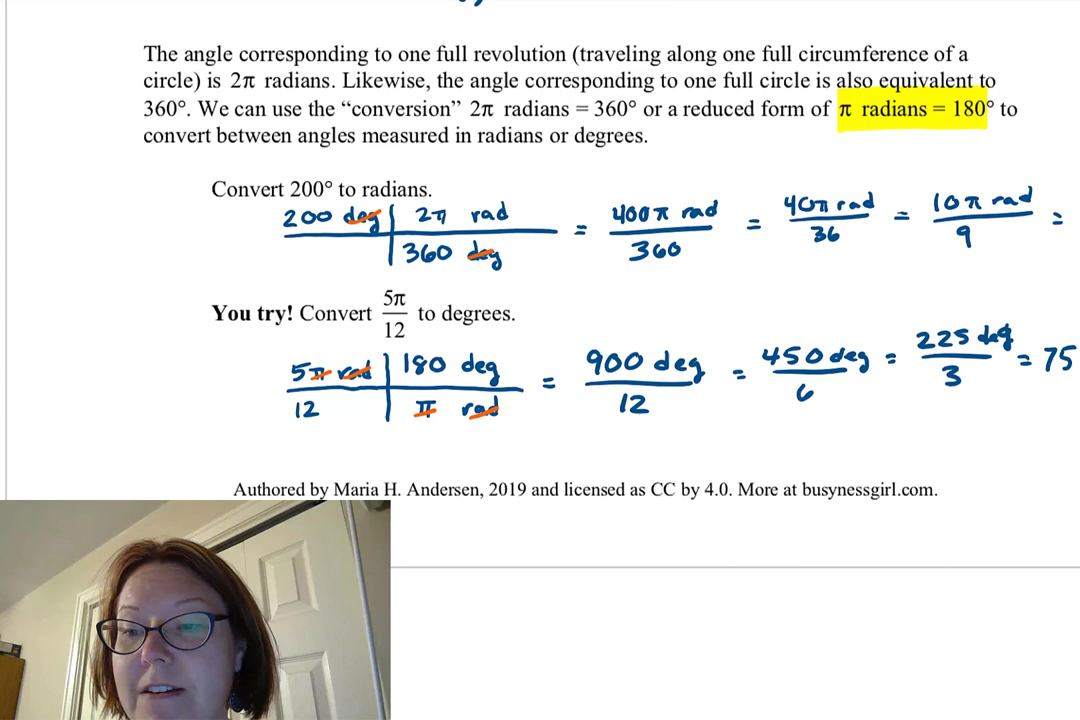 The angle corresponding to one full revolution (traveling along one full circumference of a
circle) is 2π radians. Likewise, the angle corresponding to one full circle is also equivalent to
360°. We can use the “conversion” 2π radians = 360° or a reduced form of π radians = 180° to
convert between angles measured in radians or degrees.
Convert 200° to radians.
200 deg | 2π rad / 360 deg = 400π rad / 360 = 40π rad / 36 = 10π rad / 9 =
You try! Convert 5π/12 to degrees.
5π rad / 12 | 180 deg / π rad = 900 deg / 12 = 450 deg / 6 = 225 deg / 3 = 75
Authored by Maria H. Andersen, 2019 and licensed as CC by 4.0. More at busynessgirl.com.